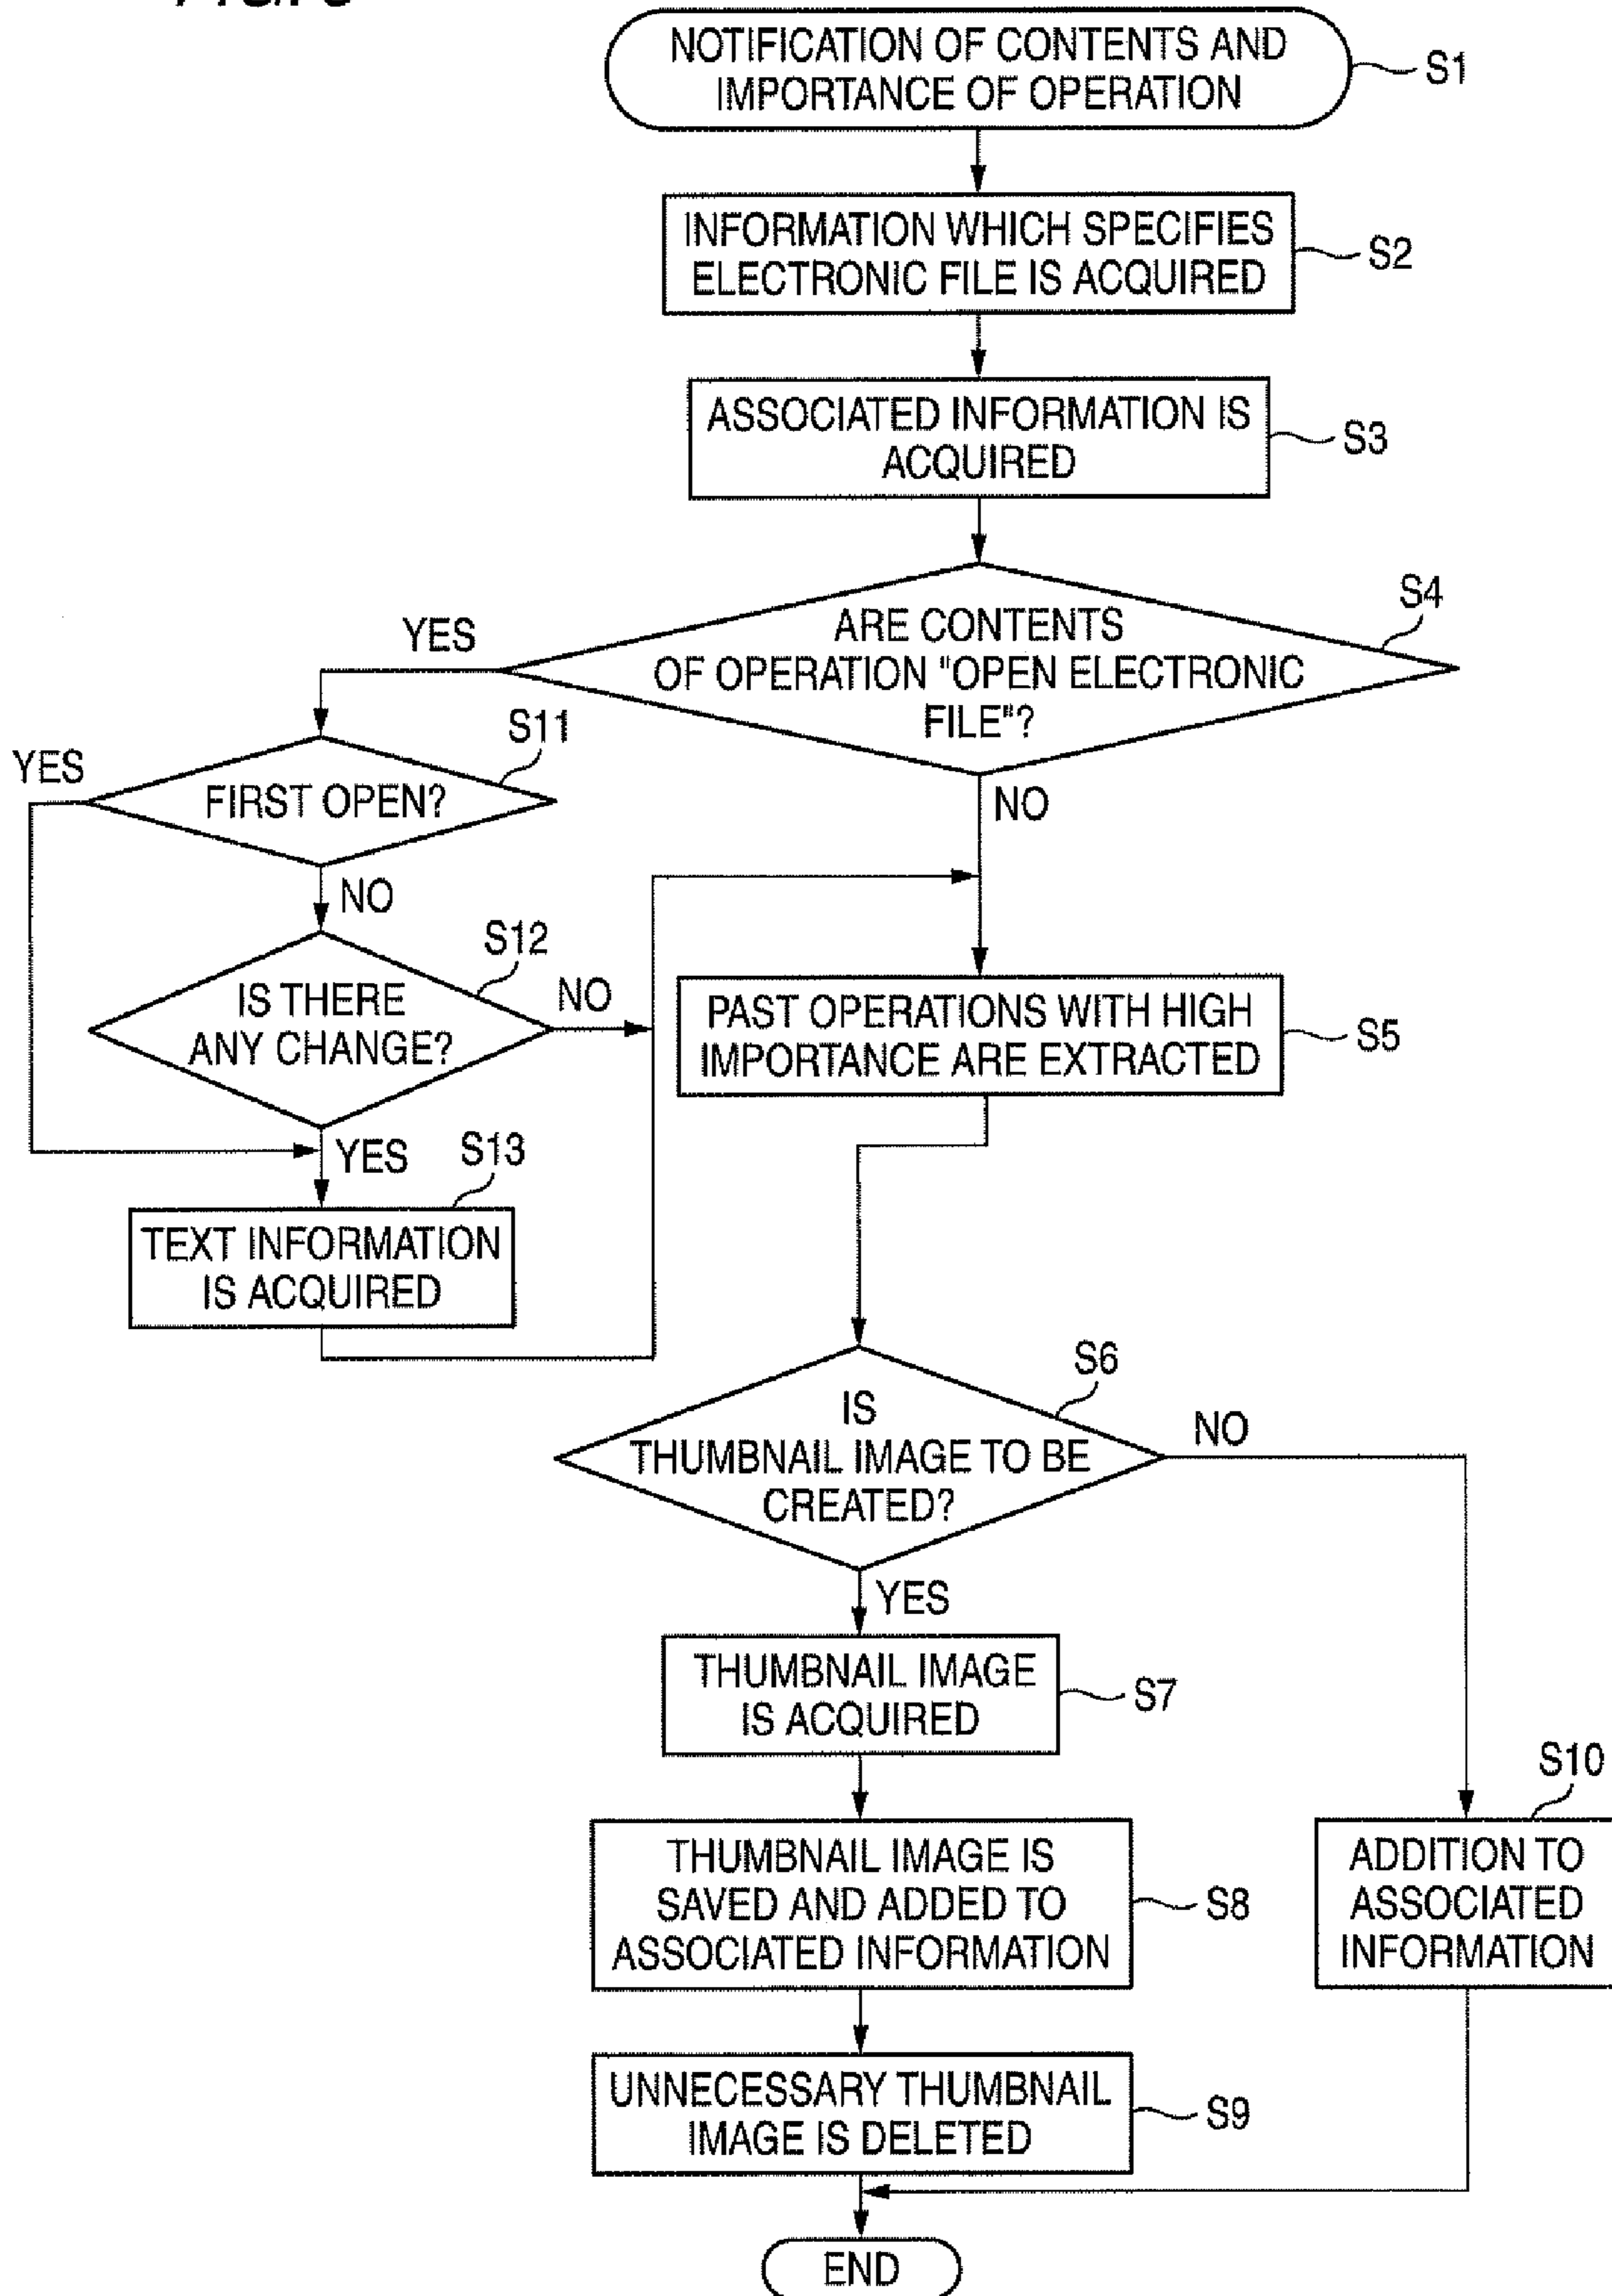 NOTIFICATION OF CONTENTS AND
IMPORTANCE OF OPERATION
S1
INFORMATION WHICH SPECIFIES
ELECTRONIC FILE IS ACQUIRED
S2
ASSOCIATED INFORMATION IS
ACQUIRED
S3
S4
ARE CONTENTS
OF OPERATION "OPEN ELECTRONIC
FILE"?
YES
NO
S11
YES
FIRST OPEN?
NO
S12
IS THERE
ANY CHANGE?
NO
YES
S13
TEXT INFORMATION
IS ACQUIRED
PAST OPERATIONS WITH HIGH
IMPORTANCE ARE EXTRACTED
S5
S6
IS
THUMBNAIL IMAGE TO BE
CREATED?
NO
YES
THUMBNAIL IMAGE
IS ACQUIRED
S7
THUMBNAIL IMAGE IS
SAVED AND ADDED TO
ASSOCIATED INFORMATION
S8
S10
ADDITION TO
ASSOCIATED
INFORMATION
UNNECESSARY THUMBNAIL
IMAGE IS DELETED
S9
END